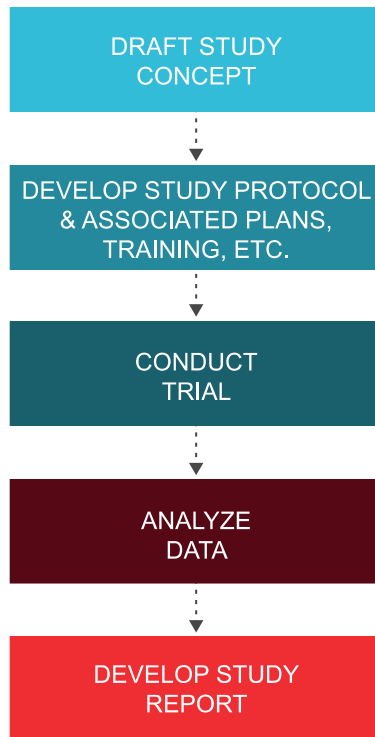 DRAFT STUDY
CONCEPT
DEVELOP STUDY PROTOCOL
& ASSOCIATED PLANS,
TRAINING, ETC.
CONDUCT
TRIAL
ANALYZE
DATA
DEVELOP STUDY
REPORT